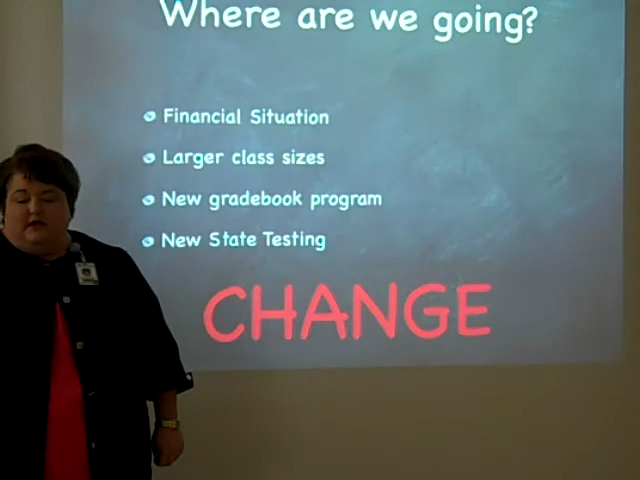 Where are we going?
Financial Situation
Larger class sizes
New gradebook program
New State Testing
CHANGE